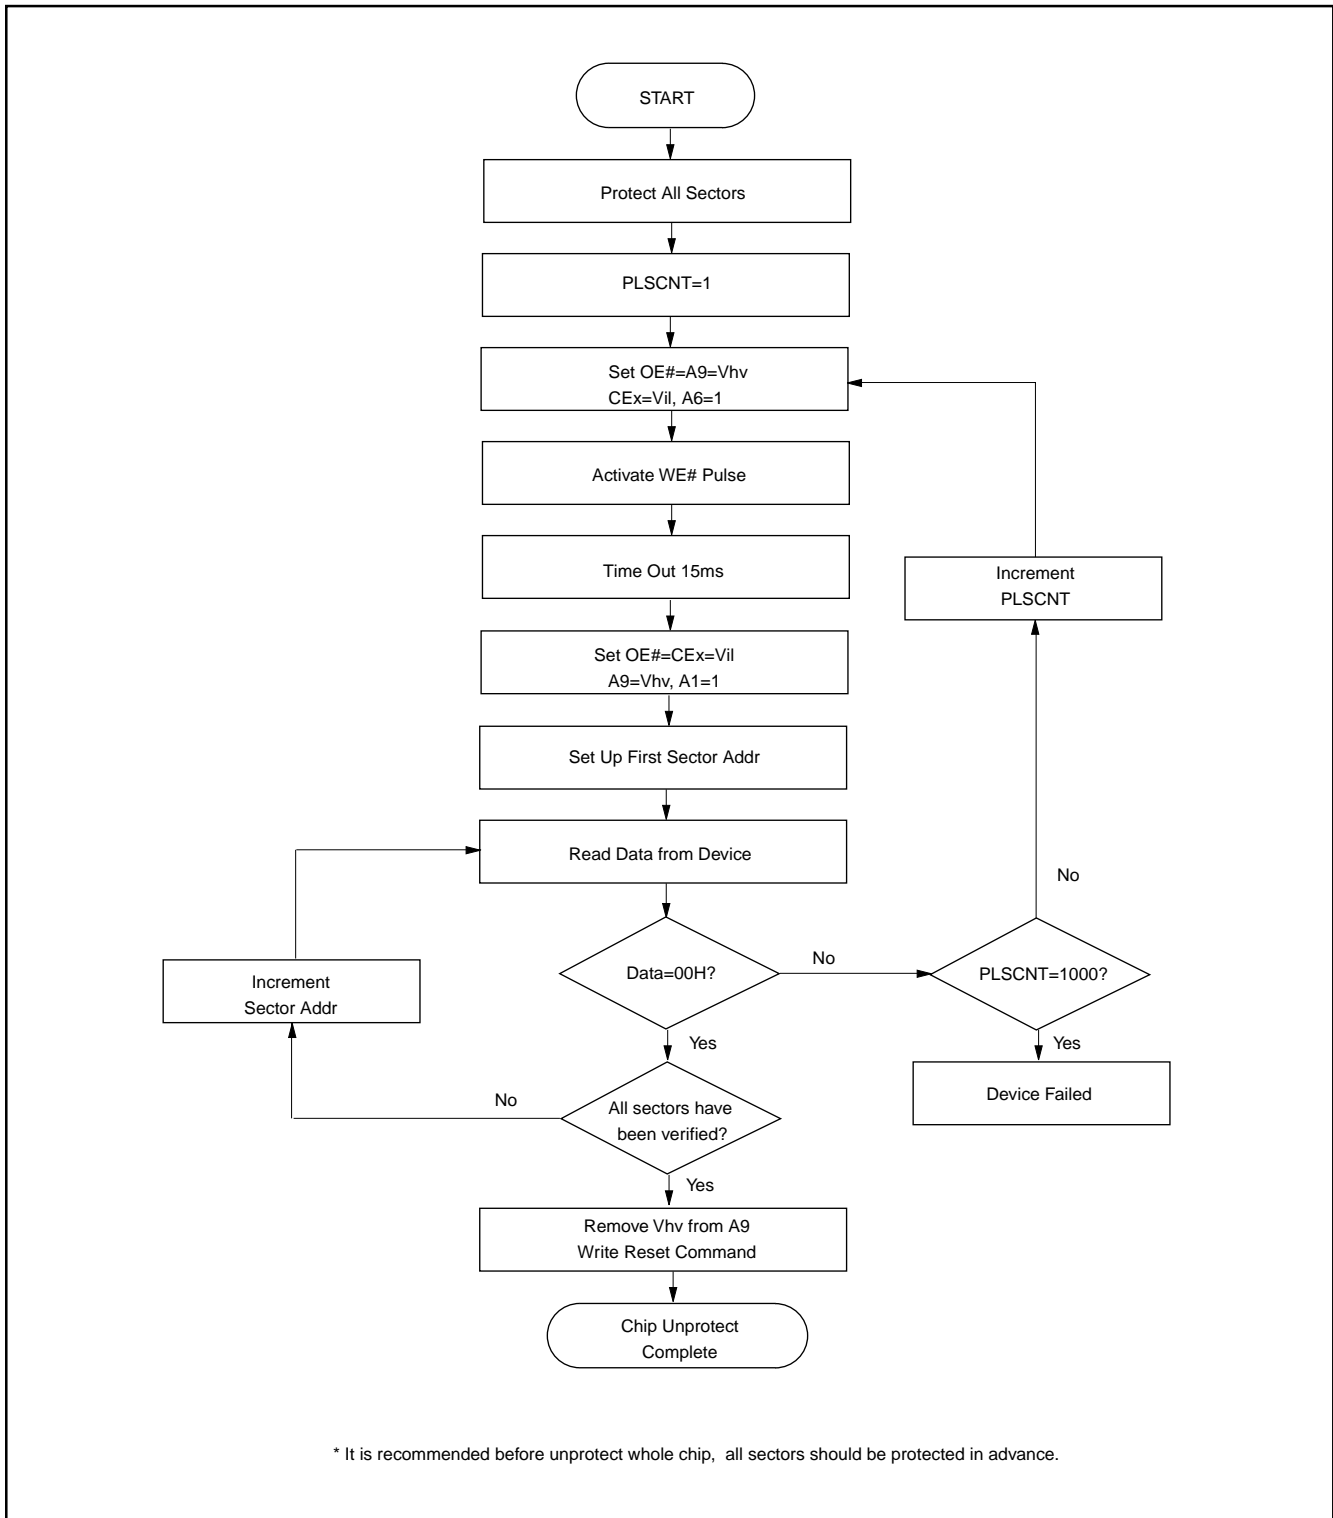 START
Protect All Sectors
PLSCNT=1
Set OE#=A9=Vhv
CEx=Vil, A6=1
Activate WE# Pulse
Time Out 15ms
Increment
PLSCNT
Set OE#=CEx=Vil
A9=Vhv, A1=1
Set Up First Sector Addr
Read Data from Device
No
Data=00H?
No
PLSCNT=1000?
Increment
Sector Addr
Yes
Yes
Device Failed
No
All sectors have
been verified?
Yes
Remove Vhv from A9
Write Reset Command
Chip Unprotect
Complete
* It is recommended before unprotect whole chip, all sectors should be protected in advance.